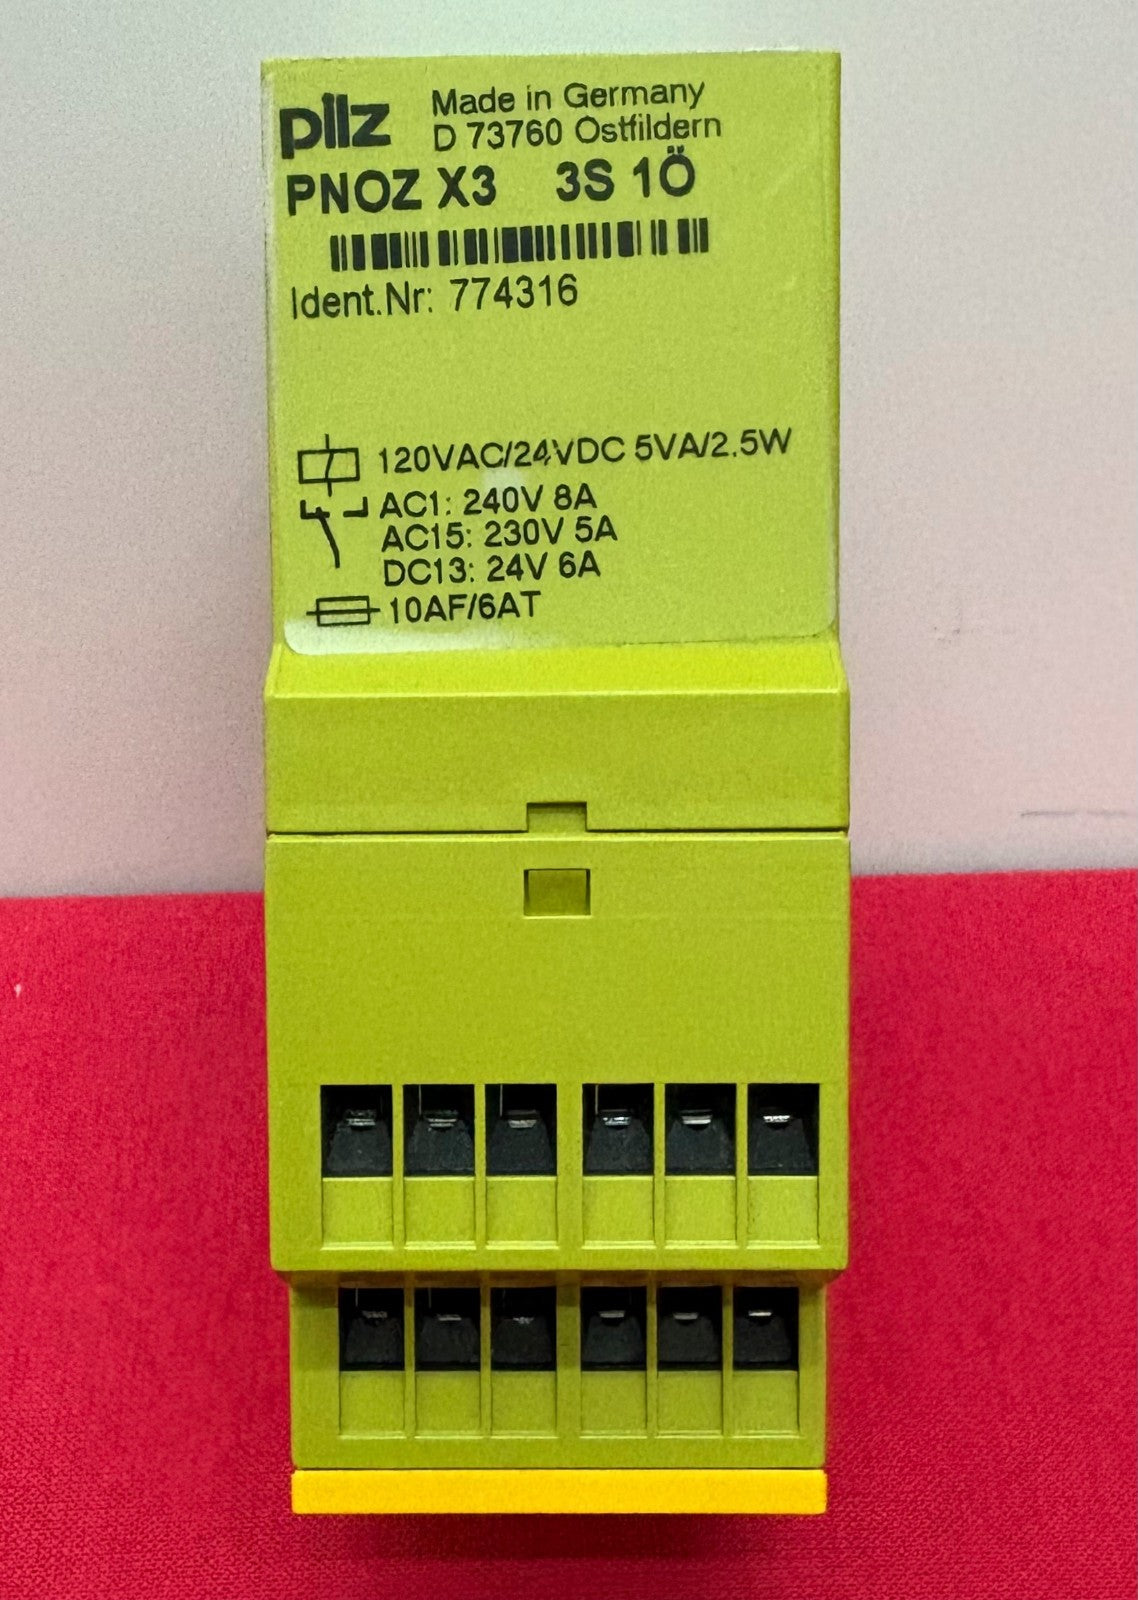 pilz
Made in Germany
D 73760 Ostfildern
PNOZ X3 3S 1Ö
Ident.Nr: 774316
120VAC/24VDC 5VA/2.5W
AC1: 240V 8A
AC15: 230V 5A
DC13: 24V 6A
10AF/6AT